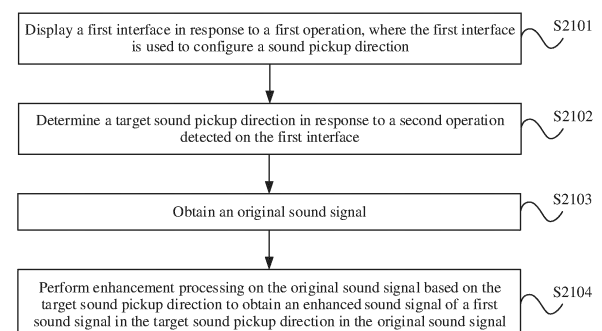 Display a first interface in response to a first operation, where the first interface
is used to configure a sound pickup direction
S2101
Determine a target sound pickup direction in response to a second operation
detected on the first interface
S2102
Obtain an original sound signal
S2103
Perform enhancement processing on the original sound signal based on the
target sound pickup direction to obtain an enhanced sound signal of a first
sound signal in the target sound pickup direction in the original sound signal
S2104